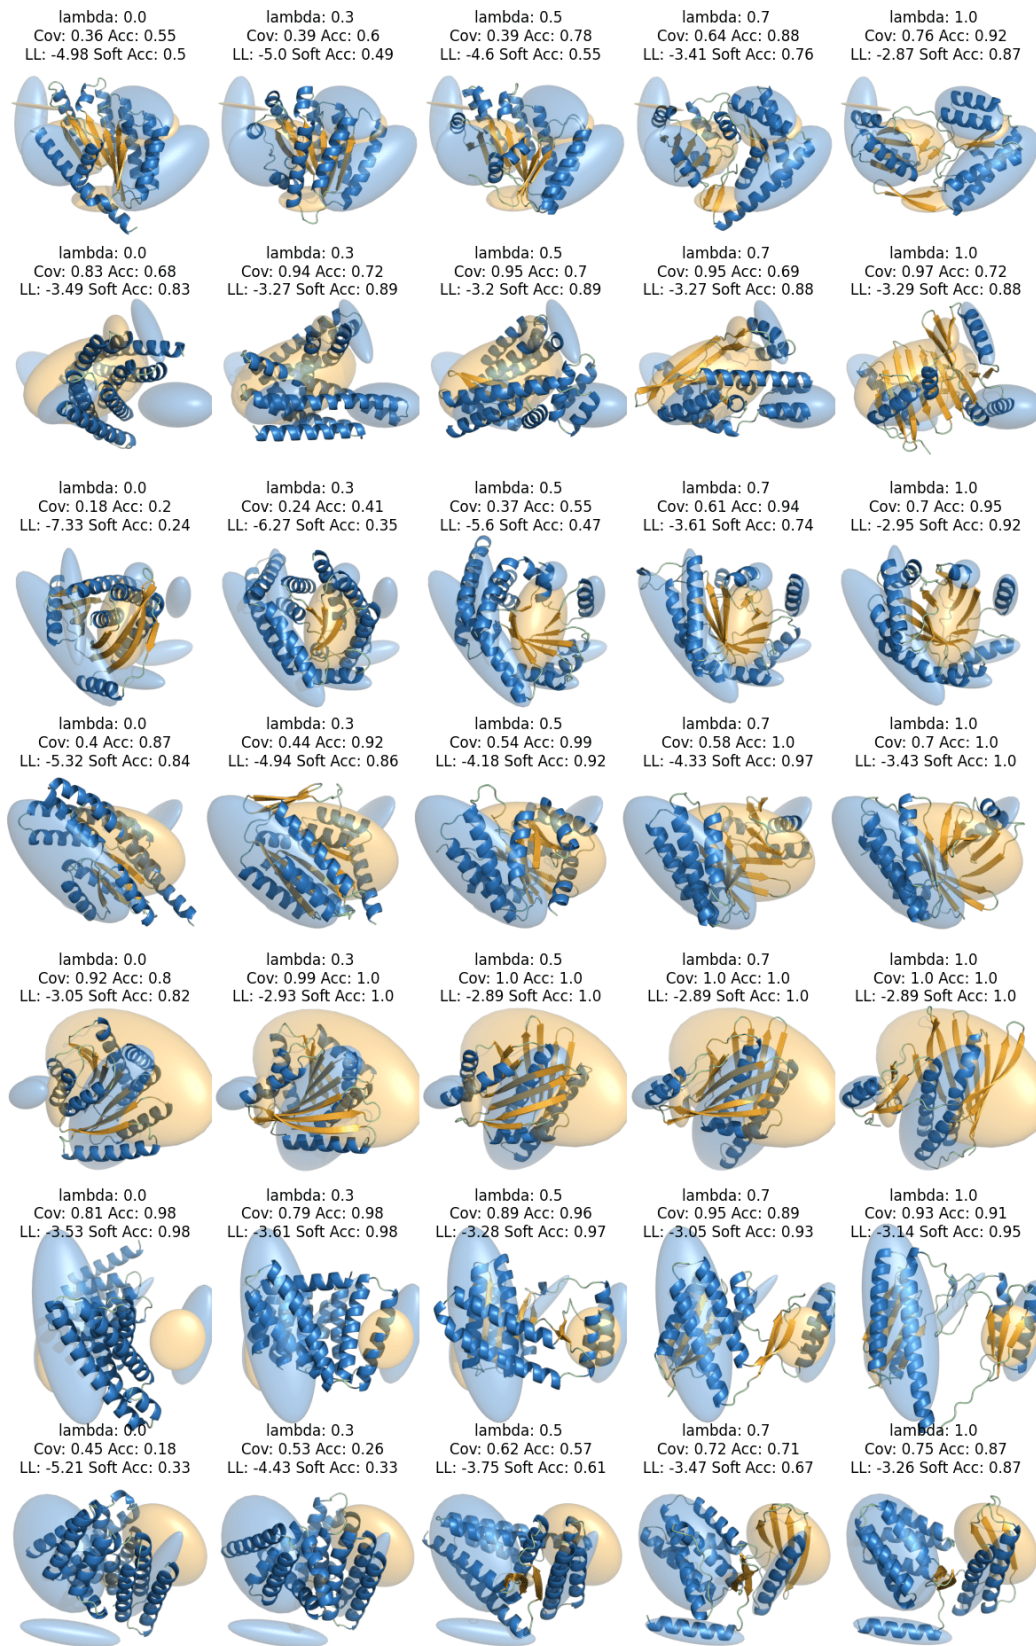 lambda: 0.0
Cov: 0.36 Acc: 0.55
LL: -4.98 Soft Acc: 0.5
lambda: 0.3
Cov: 0.39 Acc: 0.6
LL: -5.0 Soft Acc: 0.49
lambda: 0.5
Cov: 0.39 Acc: 0.78
LL: -4.6 Soft Acc: 0.55
lambda: 0.7
Cov: 0.64 Acc: 0.88
LL: -3.41 Soft Acc: 0.76
lambda: 1.0
Cov: 0.76 Acc: 0.92
LL: -2.87 Soft Acc: 0.87
lambda: 0.0
Cov: 0.83 Acc: 0.68
LL: -3.49 Soft Acc: 0.83
lambda: 0.3
Cov: 0.94 Acc: 0.72
LL: -3.27 Soft Acc: 0.89
lambda: 0.5
Cov: 0.95 Acc: 0.7
LL: -3.2 Soft Acc: 0.89
lambda: 0.7
Cov: 0.95 Acc: 0.69
LL: -3.27 Soft Acc: 0.88
lambda: 1.0
Cov: 0.97 Acc: 0.72
LL: -3.29 Soft Acc: 0.88
lambda: 0.0
Cov: 0.18 Acc: 0.2
LL: -7.33 Soft Acc: 0.24
lambda: 0.3
Cov: 0.24 Acc: 0.41
LL: -6.27 Soft Acc: 0.35
lambda: 0.5
Cov: 0.37 Acc: 0.55
LL: -5.6 Soft Acc: 0.47
lambda: 0.7
Cov: 0.61 Acc: 0.94
LL: -3.61 Soft Acc: 0.74
lambda: 1.0
Cov: 0.7 Acc: 0.95
LL: -2.95 Soft Acc: 0.92
lambda: 0.0
Cov: 0.4 Acc: 0.87
LL: -5.32 Soft Acc: 0.84
lambda: 0.3
Cov: 0.44 Acc: 0.92
LL: -4.94 Soft Acc: 0.86
lambda: 0.5
Cov: 0.54 Acc: 0.99
LL: -4.18 Soft Acc: 0.92
lambda: 0.7
Cov: 0.58 Acc: 1.0
LL: -4.33 Soft Acc: 0.97
lambda: 1.0
Cov: 0.7 Acc: 1.0
LL: -3.43 Soft Acc: 1.0
lambda: 0.0
Cov: 0.92 Acc: 0.8
LL: -3.05 Soft Acc: 0.82
lambda: 0.3
Cov: 0.99 Acc: 1.0
LL: -2.93 Soft Acc: 1.0
lambda: 0.5
Cov: 1.0 Acc: 1.0
LL: -2.89 Soft Acc: 1.0
lambda: 0.7
Cov: 1.0 Acc: 1.0
LL: -2.89 Soft Acc: 1.0
lambda: 1.0
Cov: 1.0 Acc: 1.0
LL: -2.89 Soft Acc: 1.0
lambda: 0.0
Cov: 0.81 Acc: 0.98
LL: -3.53 Soft Acc: 0.98
lambda: 0.3
Cov: 0.79 Acc: 0.98
LL: -3.61 Soft Acc: 0.98
lambda: 0.5
Cov: 0.89 Acc: 0.96
LL: -3.28 Soft Acc: 0.97
lambda: 0.7
Cov: 0.95 Acc: 0.89
LL: -3.05 Soft Acc: 0.93
lambda: 1.0
Cov: 0.93 Acc: 0.91
LL: -3.14 Soft Acc: 0.95
lambda: 0.0
Cov: 0.45 Acc: 0.18
LL: -5.21 Soft Acc: 0.33
lambda: 0.3
Cov: 0.53 Acc: 0.26
LL: -4.43 Soft Acc: 0.33
lambda: 0.5
Cov: 0.62 Acc: 0.57
LL: -3.75 Soft Acc: 0.61
lambda: 0.7
Cov: 0.72 Acc: 0.71
LL: -3.47 Soft Acc: 0.67
lambda: 1.0
Cov: 0.75 Acc: 0.87
LL: -3.26 Soft Acc: 0.87